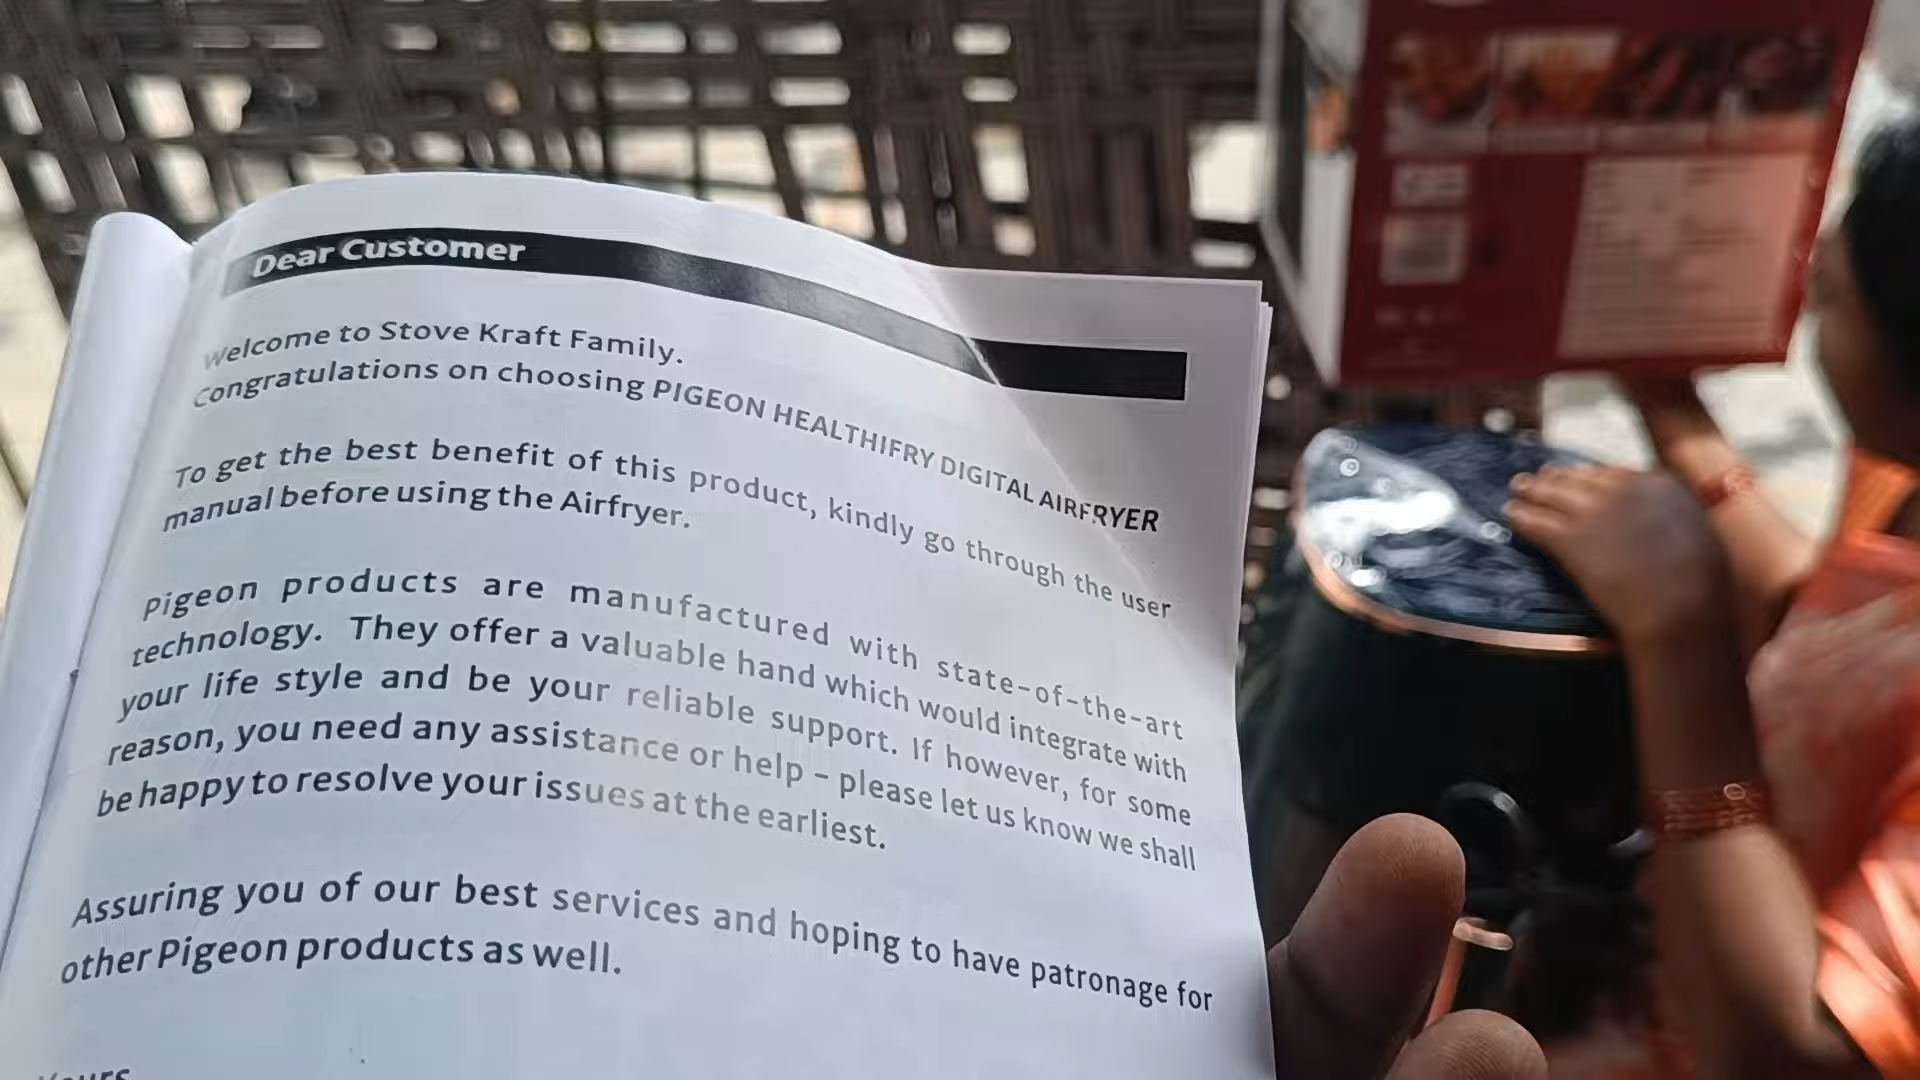 Dear Customer
Welcome to Stove Kraft Family.
Congratulations on choosing PIGEON HEALTHIFRY DIGITAL AIRFRYER
To get the best benefit of this product, kindly go through the user
manual before using the Airfryer.
Pigeon products are manufactured with state-of-the-art
technology. They offer a valuable hand which would integrate with
your life style and be your reliable support. If however, for some
reason, you need any assistance or help – please let us know we shall
be happy to resolve your issues at the earliest.
Assuring you of our best services and hoping to have patronage for
other Pigeon products as well.
Yours